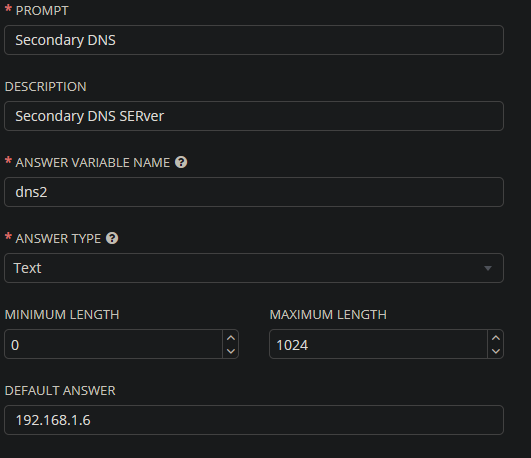 * PROMPT
Secondary DNS
DESCRIPTION
Secondary DNS SERver
* ANSWER VARIABLE NAME ?
dns2
* ANSWER TYPE ?
Text
MINIMUM LENGTH MAXIMUM LENGTH
0 1024
DEFAULT ANSWER
192.168.1.6